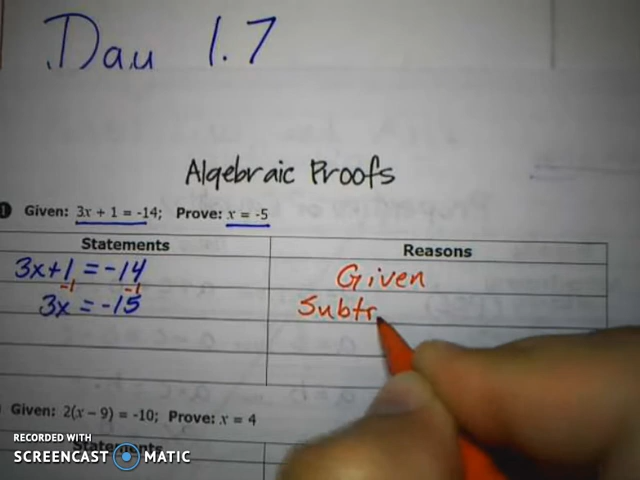 Day 1.7
Algebraic Proofs
1 Given: 3x + 1 = -14; Prove: x = -5
Statements Reasons
3x+1 = -14 Given
-1 -1
3x = -15 Subtr
Given: 2(x – 9) = -10; Prove: x = 4
Statements
RECORDED WITH
SCREENCAST MATIC